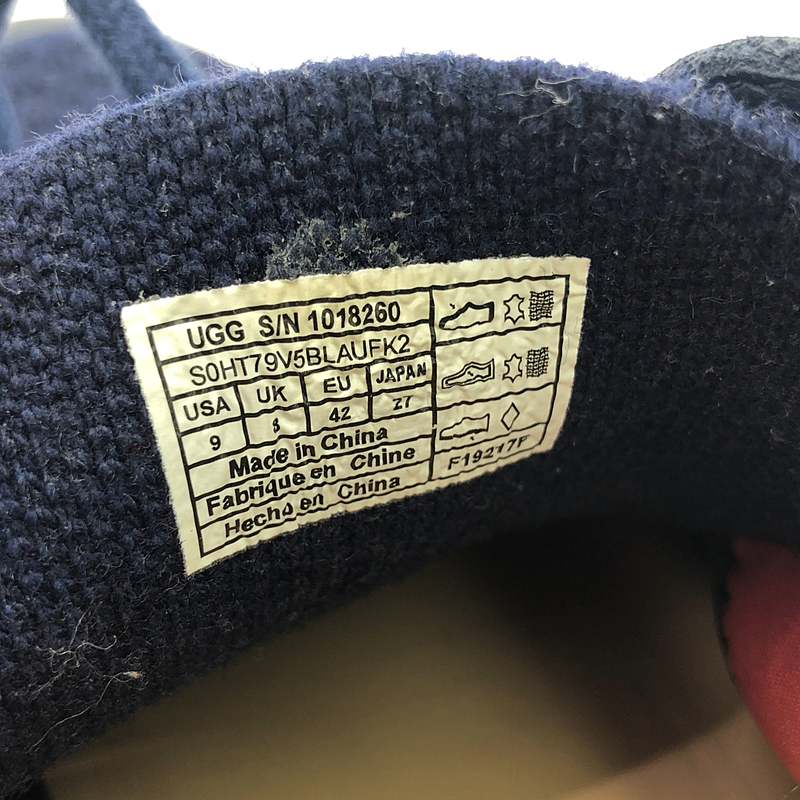 UGG S/N 1018260
S0HT79V5BLAUFK2
USA UK EU JAPAN
9 8 42 27
Made in China
Fabrique en Chine
Hecho en China
F19217F